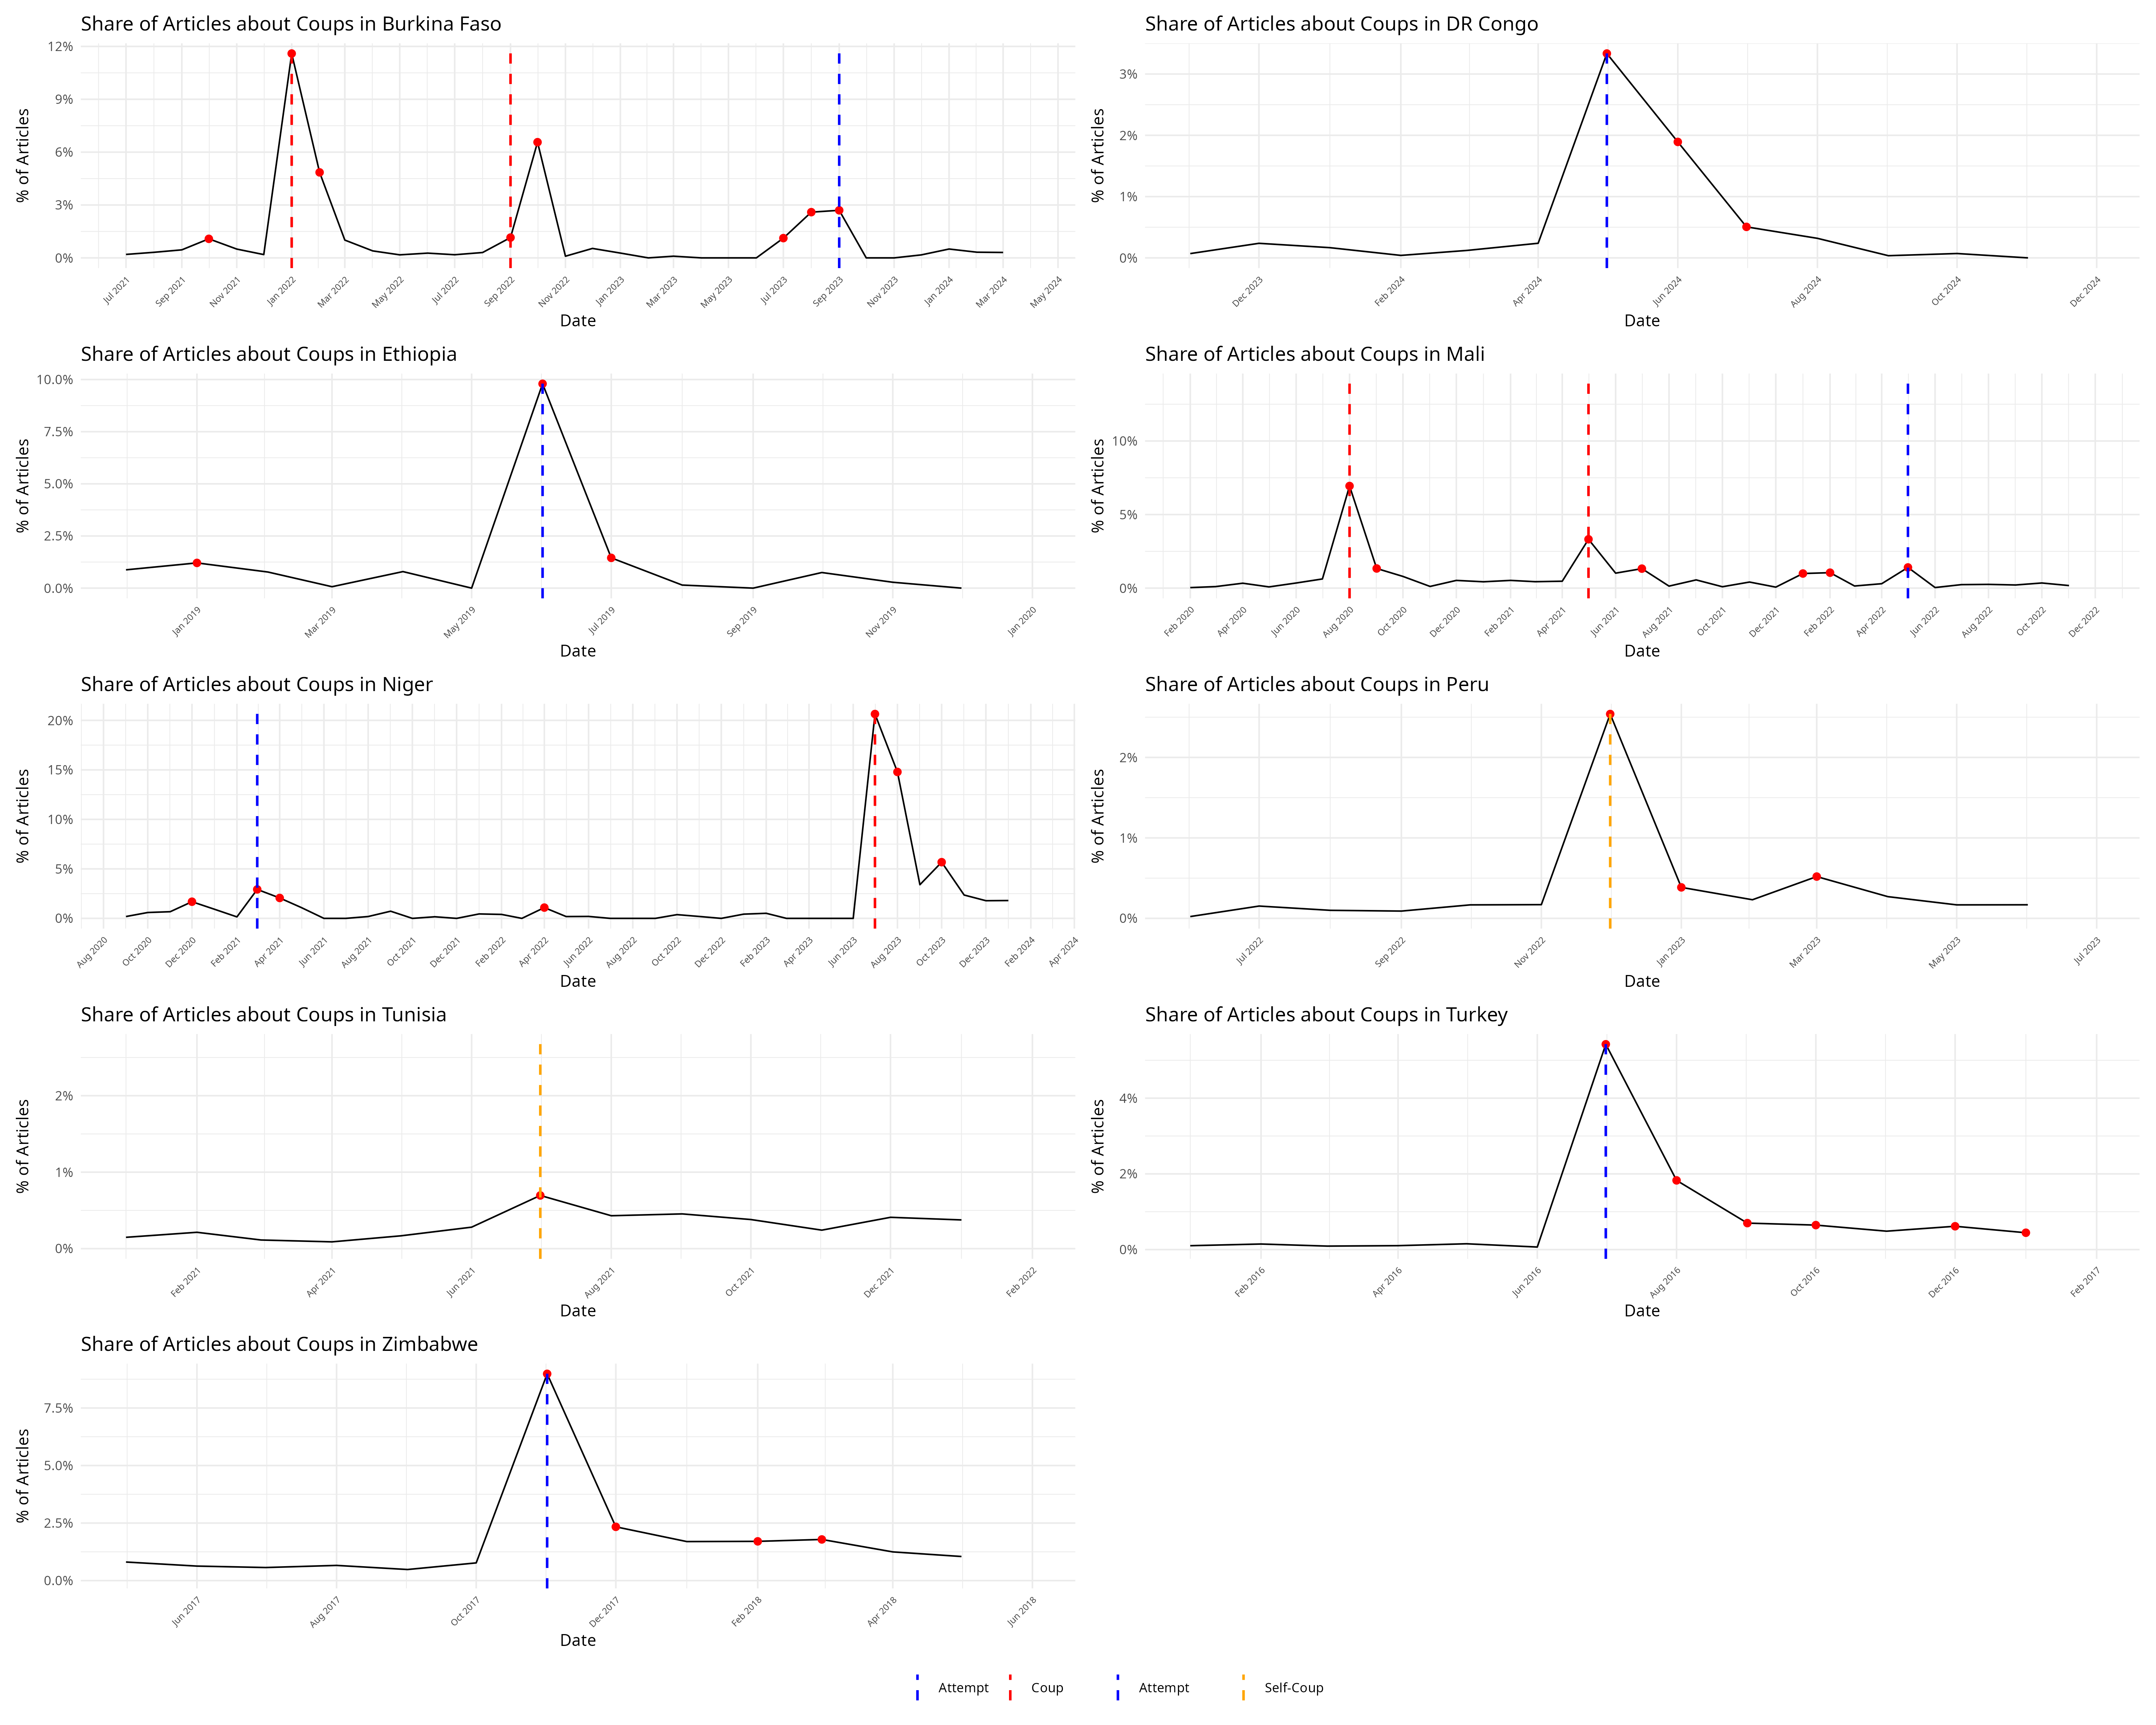 Share of Articles about Coups in Burkina Faso
% of Articles
12%
9%
6%
3%
0%
Jul 2021 Sep 2021 Nov 2021 Jan 2022 Mar 2022 May 2022 Jul 2022 Sep 2022 Nov 2022 Jan 2023 Mar 2023 May 2023 Jul 2023 Sep 2023 Nov 2023 Jan 2024 Mar 2024 May 2024
Date
Share of Articles about Coups in DR Congo
% of Articles
3%
2%
1%
0%
Dec 2023 Feb 2024 Apr 2024 Jun 2024 Aug 2024 Oct 2024 Dec 2024
Date
Share of Articles about Coups in Ethiopia
% of Articles
10.0%
7.5%
5.0%
2.5%
0.0%
Jan 2019 Mar 2019 May 2019 Jul 2019 Sep 2019 Nov 2019 Jan 2020
Date
Share of Articles about Coups in Mali
% of Articles
10%
5%
0%
Feb 2020 Apr 2020 Jun 2020 Aug 2020 Oct 2020 Dec 2020 Feb 2021 Apr 2021 Jun 2021 Aug 2021 Oct 2021 Dec 2021 Feb 2022 Apr 2022 Jun 2022 Aug 2022 Oct 2022 Dec 2022
Date
Share of Articles about Coups in Niger
% of Articles
20%
15%
10%
5%
0%
Aug 2020 Oct 2020 Dec 2020 Feb 2021 Apr 2021 Jun 2021 Aug 2021 Oct 2021 Dec 2021 Feb 2022 Apr 2022 Jun 2022 Aug 2022 Oct 2022 Dec 2022 Feb 2023 Apr 2023 Jun 2023 Aug 2023 Oct 2023 Dec 2023 Feb 2024 Apr 2024
Date
Share of Articles about Coups in Peru
% of Articles
2%
1%
0%
Jul 2022 Sep 2022 Nov 2022 Jan 2023 Mar 2023 May 2023 Jul 2023
Date
Share of Articles about Coups in Tunisia
% of Articles
2%
1%
0%
Feb 2021 Apr 2021 Jun 2021 Aug 2021 Oct 2021 Dec 2021 Feb 2022
Date
Share of Articles about Coups in Turkey
% of Articles
4%
2%
0%
Feb 2016 Apr 2016 Jun 2016 Aug 2016 Oct 2016 Dec 2016 Feb 2017
Date
Share of Articles about Coups in Zimbabwe
% of Articles
7.5%
5.0%
2.5%
0.0%
Jun 2017 Aug 2017 Oct 2017 Dec 2017 Feb 2018 Apr 2018 Jun 2018
Date
Attempt Coup Attempt Self-Coup